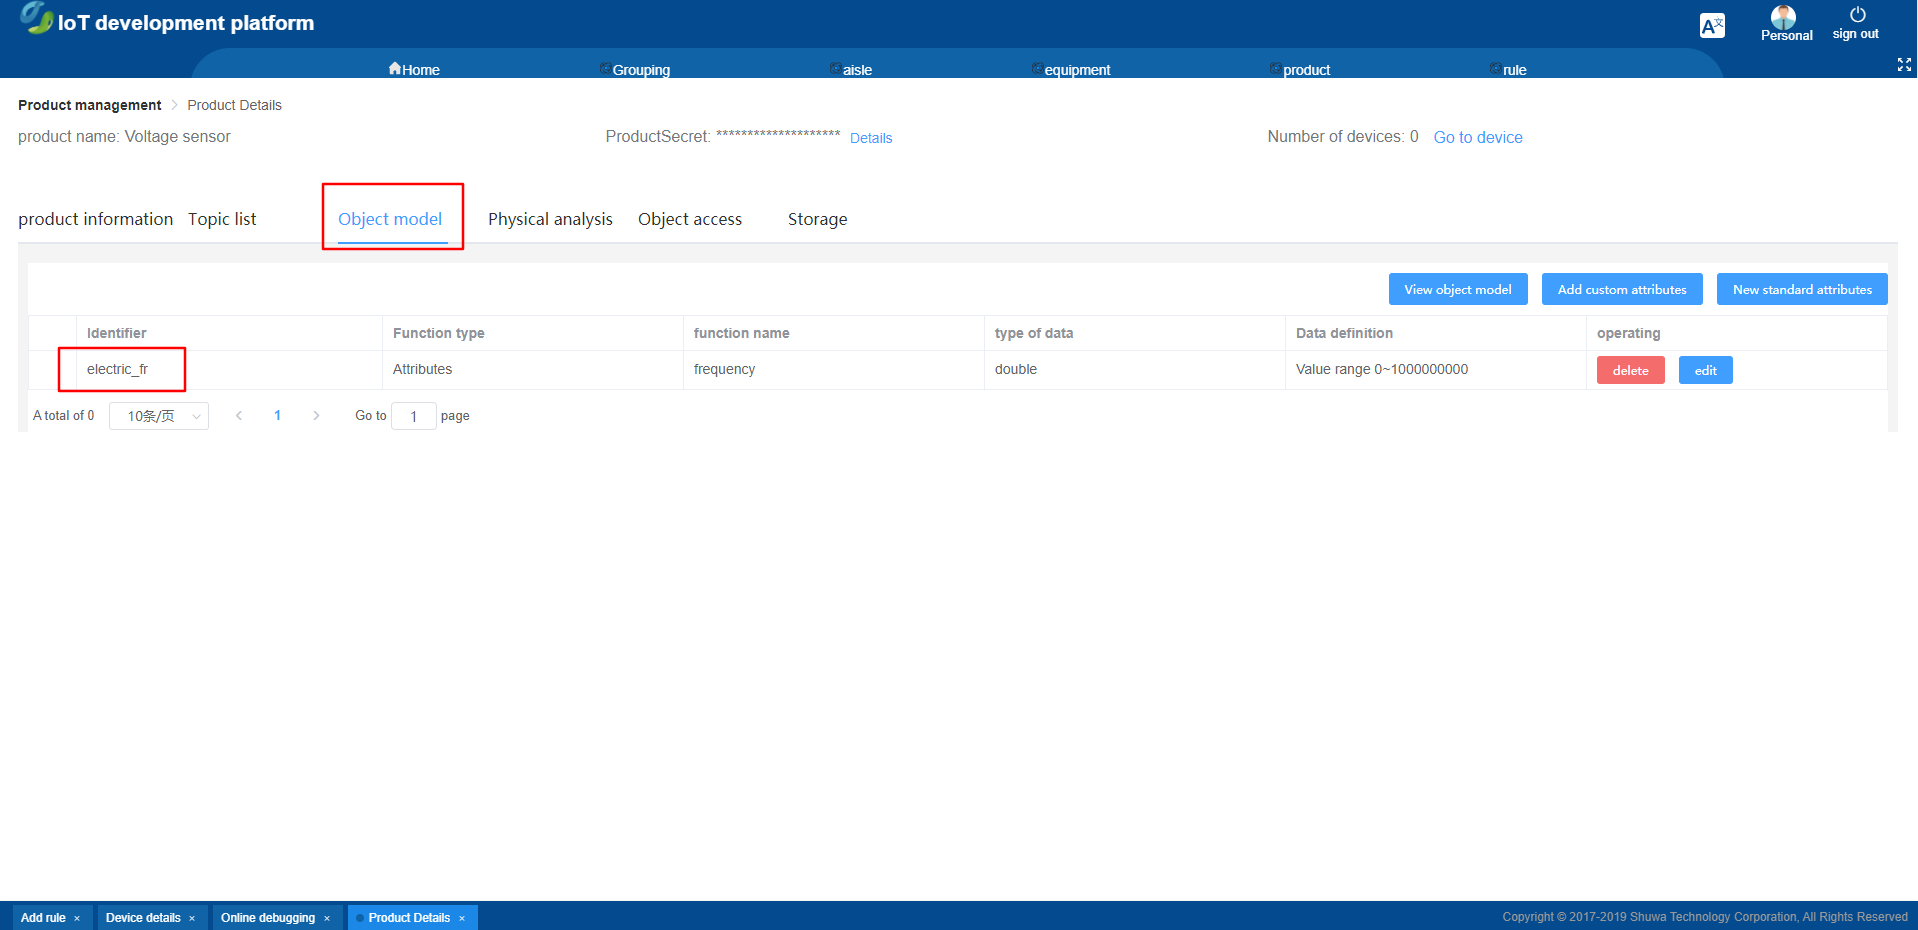 IoT development platform
Personal
sign out
Home
Grouping
aisle
equipment
product
rule
Product management
Product Details
product name: Voltage sensor
ProductSecret: ********************
Details
Number of devices: 0
Go to device
product information
Topic list
Object model
Physical analysis
Object access
Storage
View object model
Add custom attributes
New standard attributes
Identifier
Function type
function name
type of data
Data definition
operating
electric_fr
Attributes
frequency
double
Value range 0~1000000000
delete
edit
A total of 0
10条/页
1
Go to
1
page
Add rule ×
Device details ×
Online debugging ×
Product Details ×
Copyright © 2017-2019 Shuwa Technology Corporation, All Rights Reserved